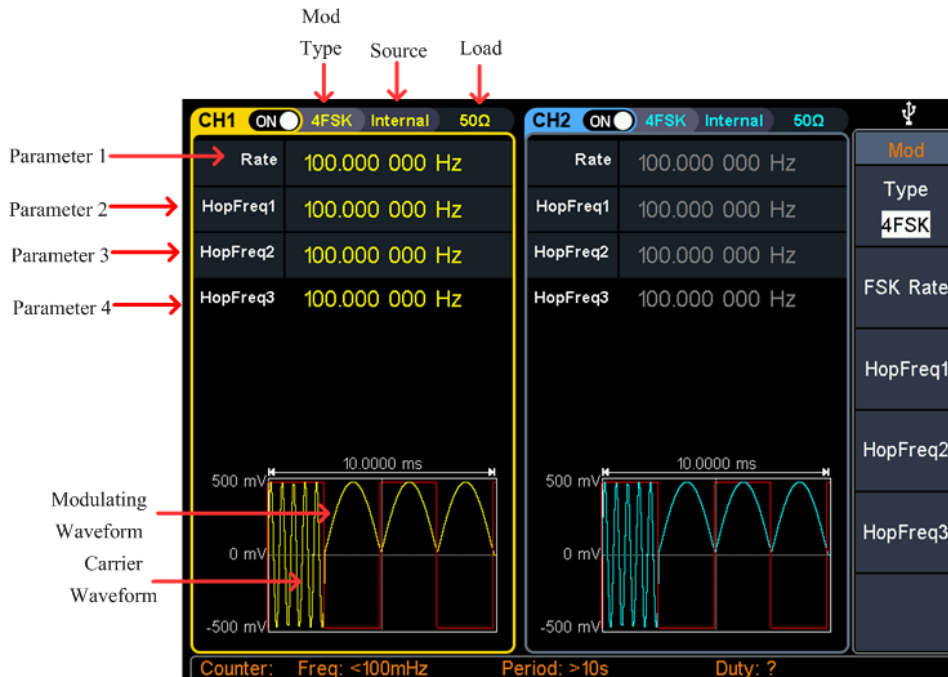 Mod
Type
Source
Load
CH1 ON 4FSK Internal 50Ω
CH2 ON 4FSK Internal 50Ω
Mod
Parameter 1
Rate 100.000 000 Hz
Rate 100.000 000 Hz
Type
4FSK
Parameter 2
HopFreq1 100.000 000 Hz
HopFreq1 100.000 000 Hz
Parameter 3
HopFreq2 100.000 000 Hz
HopFreq2 100.000 000 Hz
FSK Rate
Parameter 4
HopFreq3 100.000 000 Hz
HopFreq3 100.000 000 Hz
HopFreq1
HopFreq2
HopFreq3
10.0000 ms
500 mV
0 mV
-500 mV
10.0000 ms
500 mV
0 mV
-500 mV
Modulating
Waveform
Carrier
Waveform
Counter: Freq: <100mHz Period: >10s Duty: ?